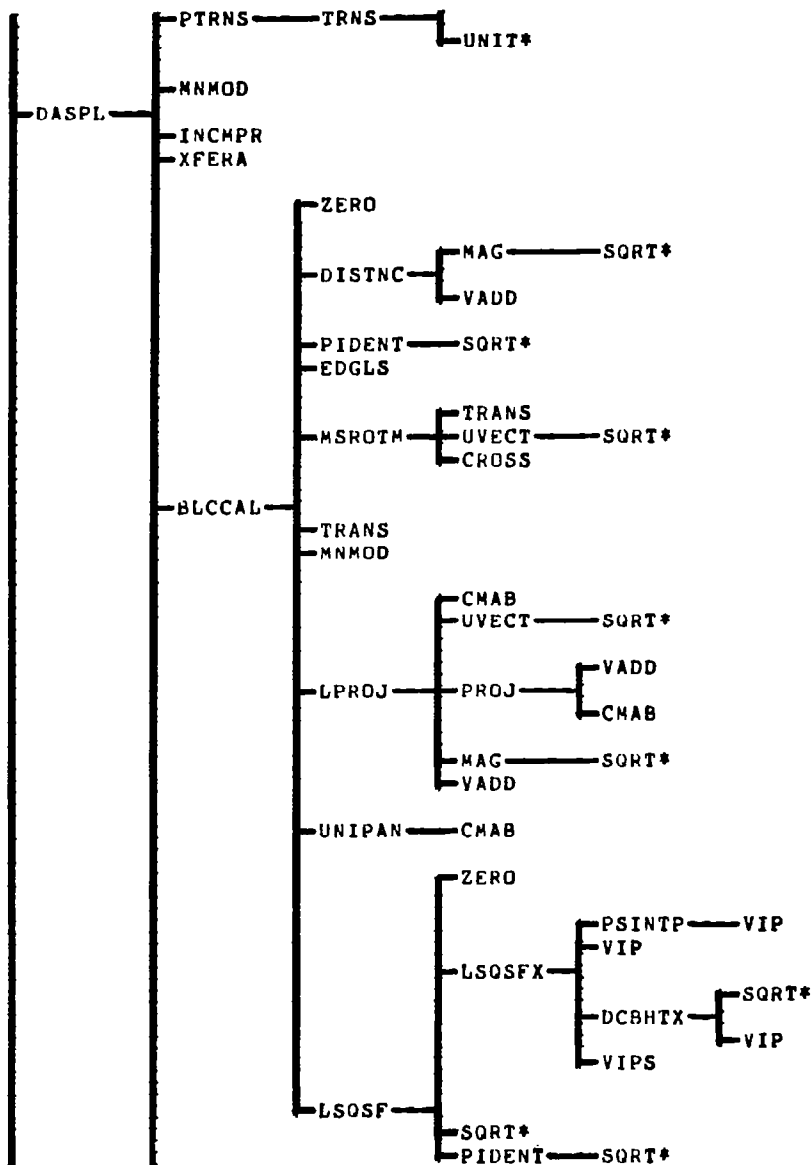 PTRNS TRNS
UNIT*
MNMOD
DASPL
INCMPR
XFERA
ZERO
MAG SQRT*
DISTNC
VADD
PIDENT SQRT*
EDGLS
TRANS
MSROTM UVECT SQRT*
CROSS
BLCCAL
TRANS
MNMOD
CMAB
UVECT SQRT*
VADD
LPROJ PROJ
CMAB
MAG SQRT*
VADD
UNIPAN CMAB
ZERO
PSINTP VIP
VIP
LSQSFX
SQRT*
DCBHTX
VIP
VIPS
LSQSF
SQRT*
PIDENT SQRT*